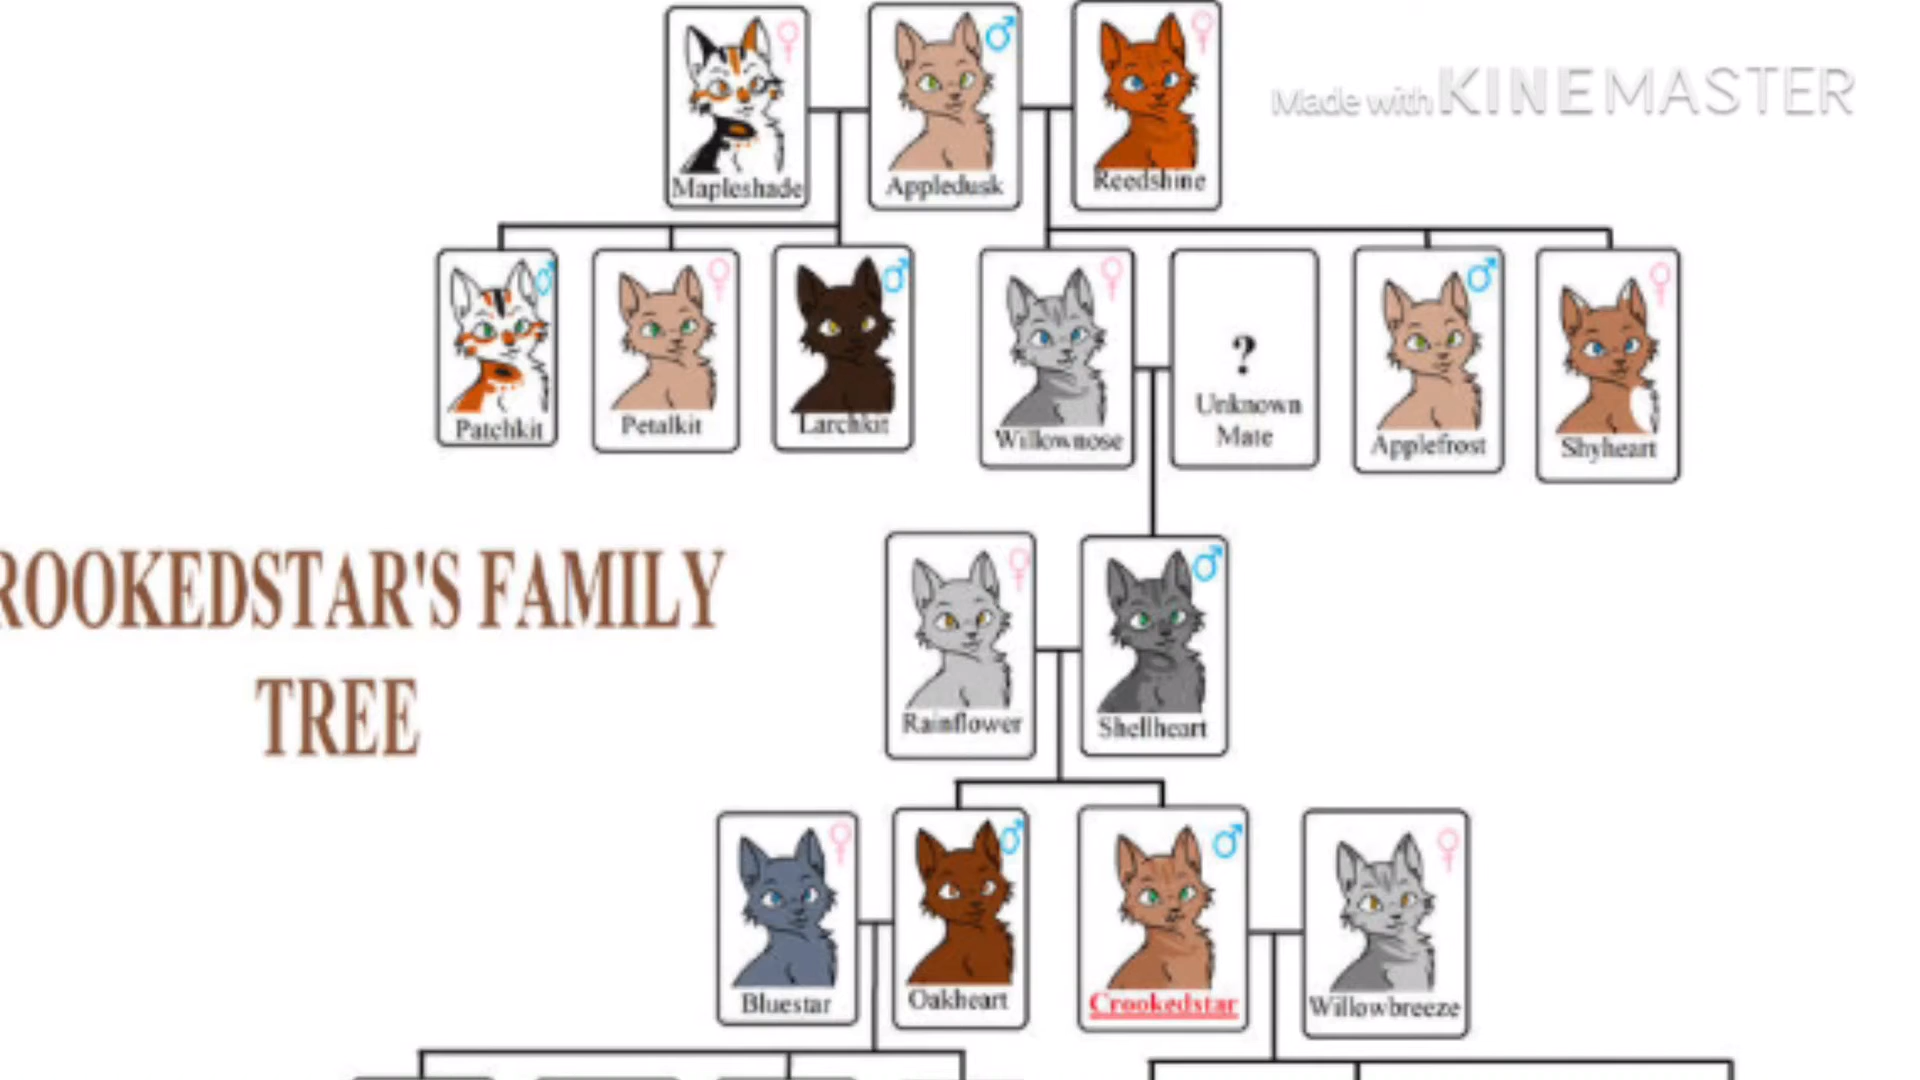 Made with KINEMASTER
Mapleshade
Appledusk
Reedshine
Patchkit
Petalkit
Larchkit
Willownose
?
Unknown
Mate
Applefrost
Shyheart
ROOKEDSTAR'S FAMILY
TREE
Rainflower
Shellheart
Bluestar
Oakheart
Crookedstar
Willowbreeze